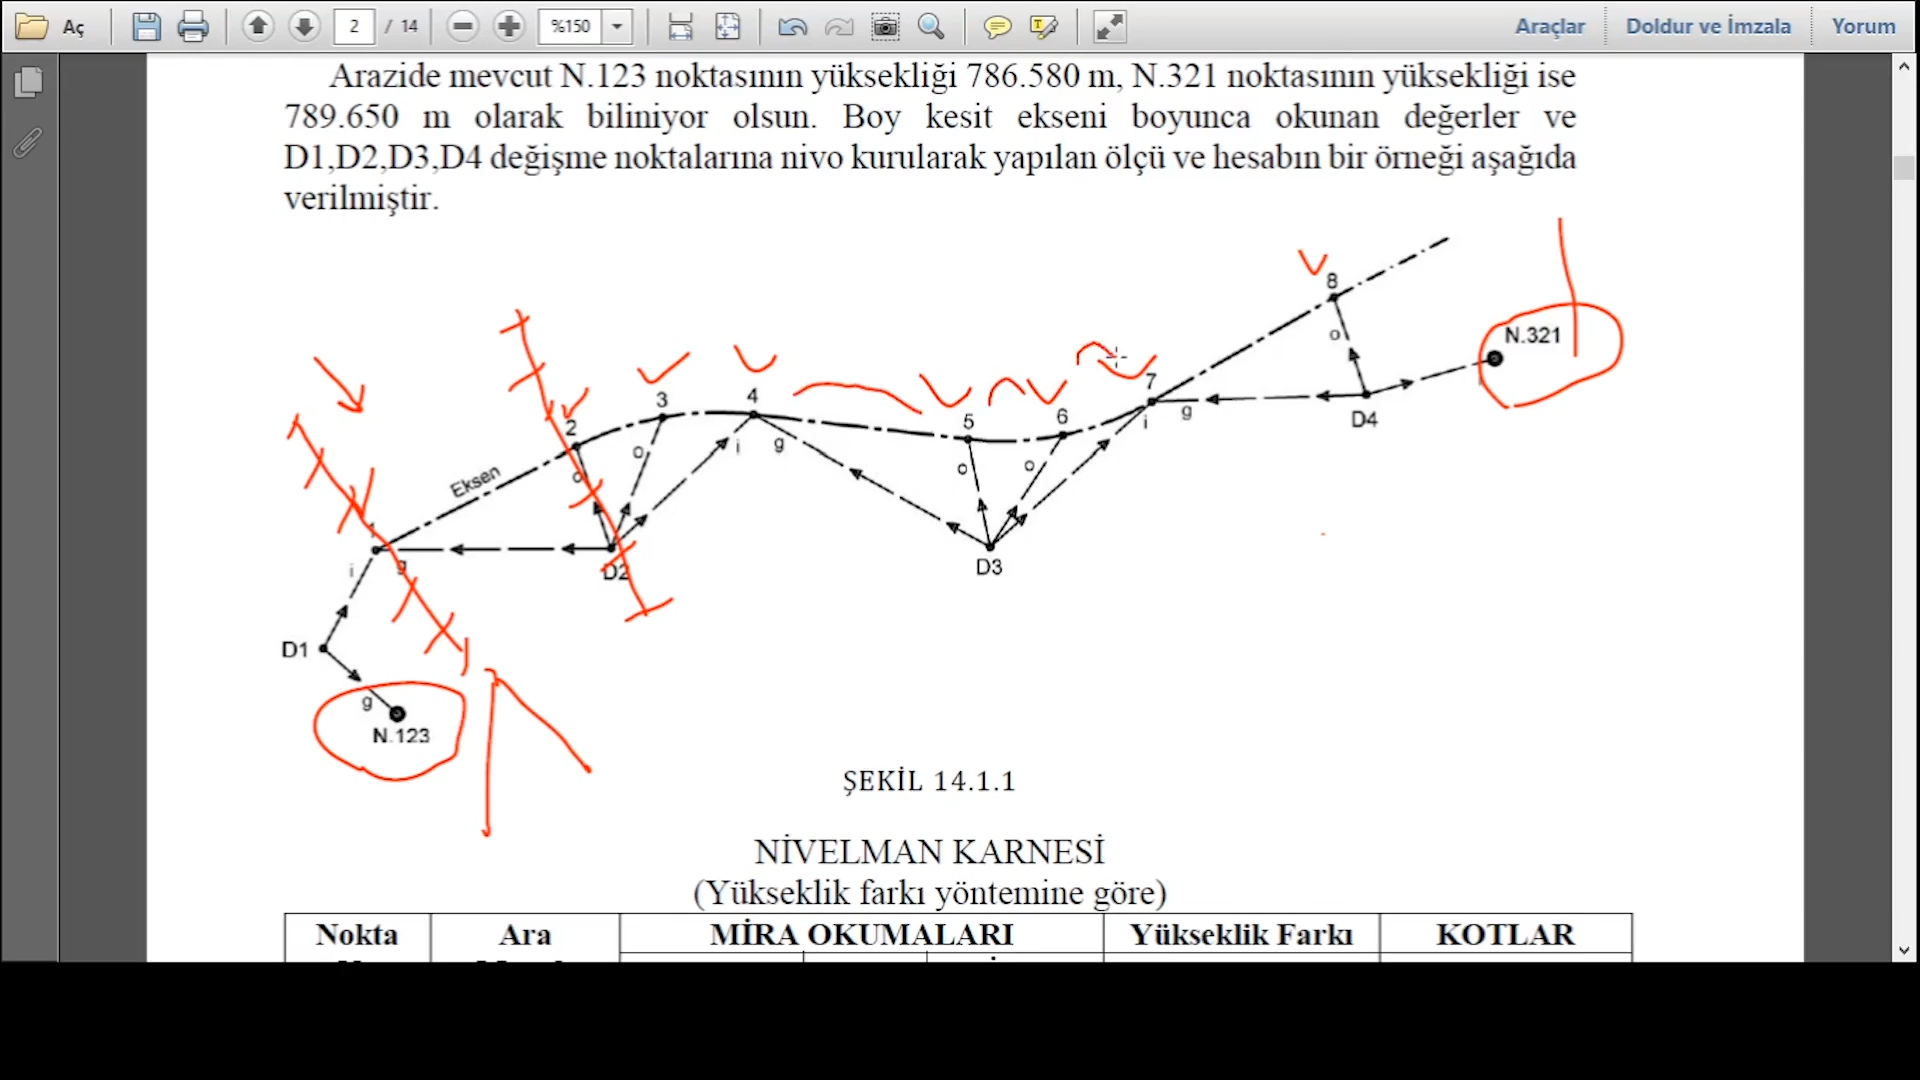 Aç
2 / 14
%150
Araçlar
Doldur ve İmzala
Yorum
Arazide mevcut N.123 noktasının yüksekliği 786.580 m, N.321 noktasının yüksekliği ise
789.650 m olarak biliniyor olsun. Boy kesit ekseni boyunca okunan değerler ve
D1,D2,D3,D4 değişme noktalarına nivo kurularak yapılan ölçü ve hesabın bir örneği aşağıda
verilmiştir.
8
o
N.321
7
D4
i
g
3
4
2
5
6
o
o
i
g
o
o
Eksen
1
i
g
D2
D3
D1
g
N.123
ŞEKİL 14.1.1
NİVELMAN KARNESİ
(Yükseklik farkı yöntemine göre)
Nokta
Ara
MİRA OKUMALARI
Yükseklik Farkı
KOTLAR